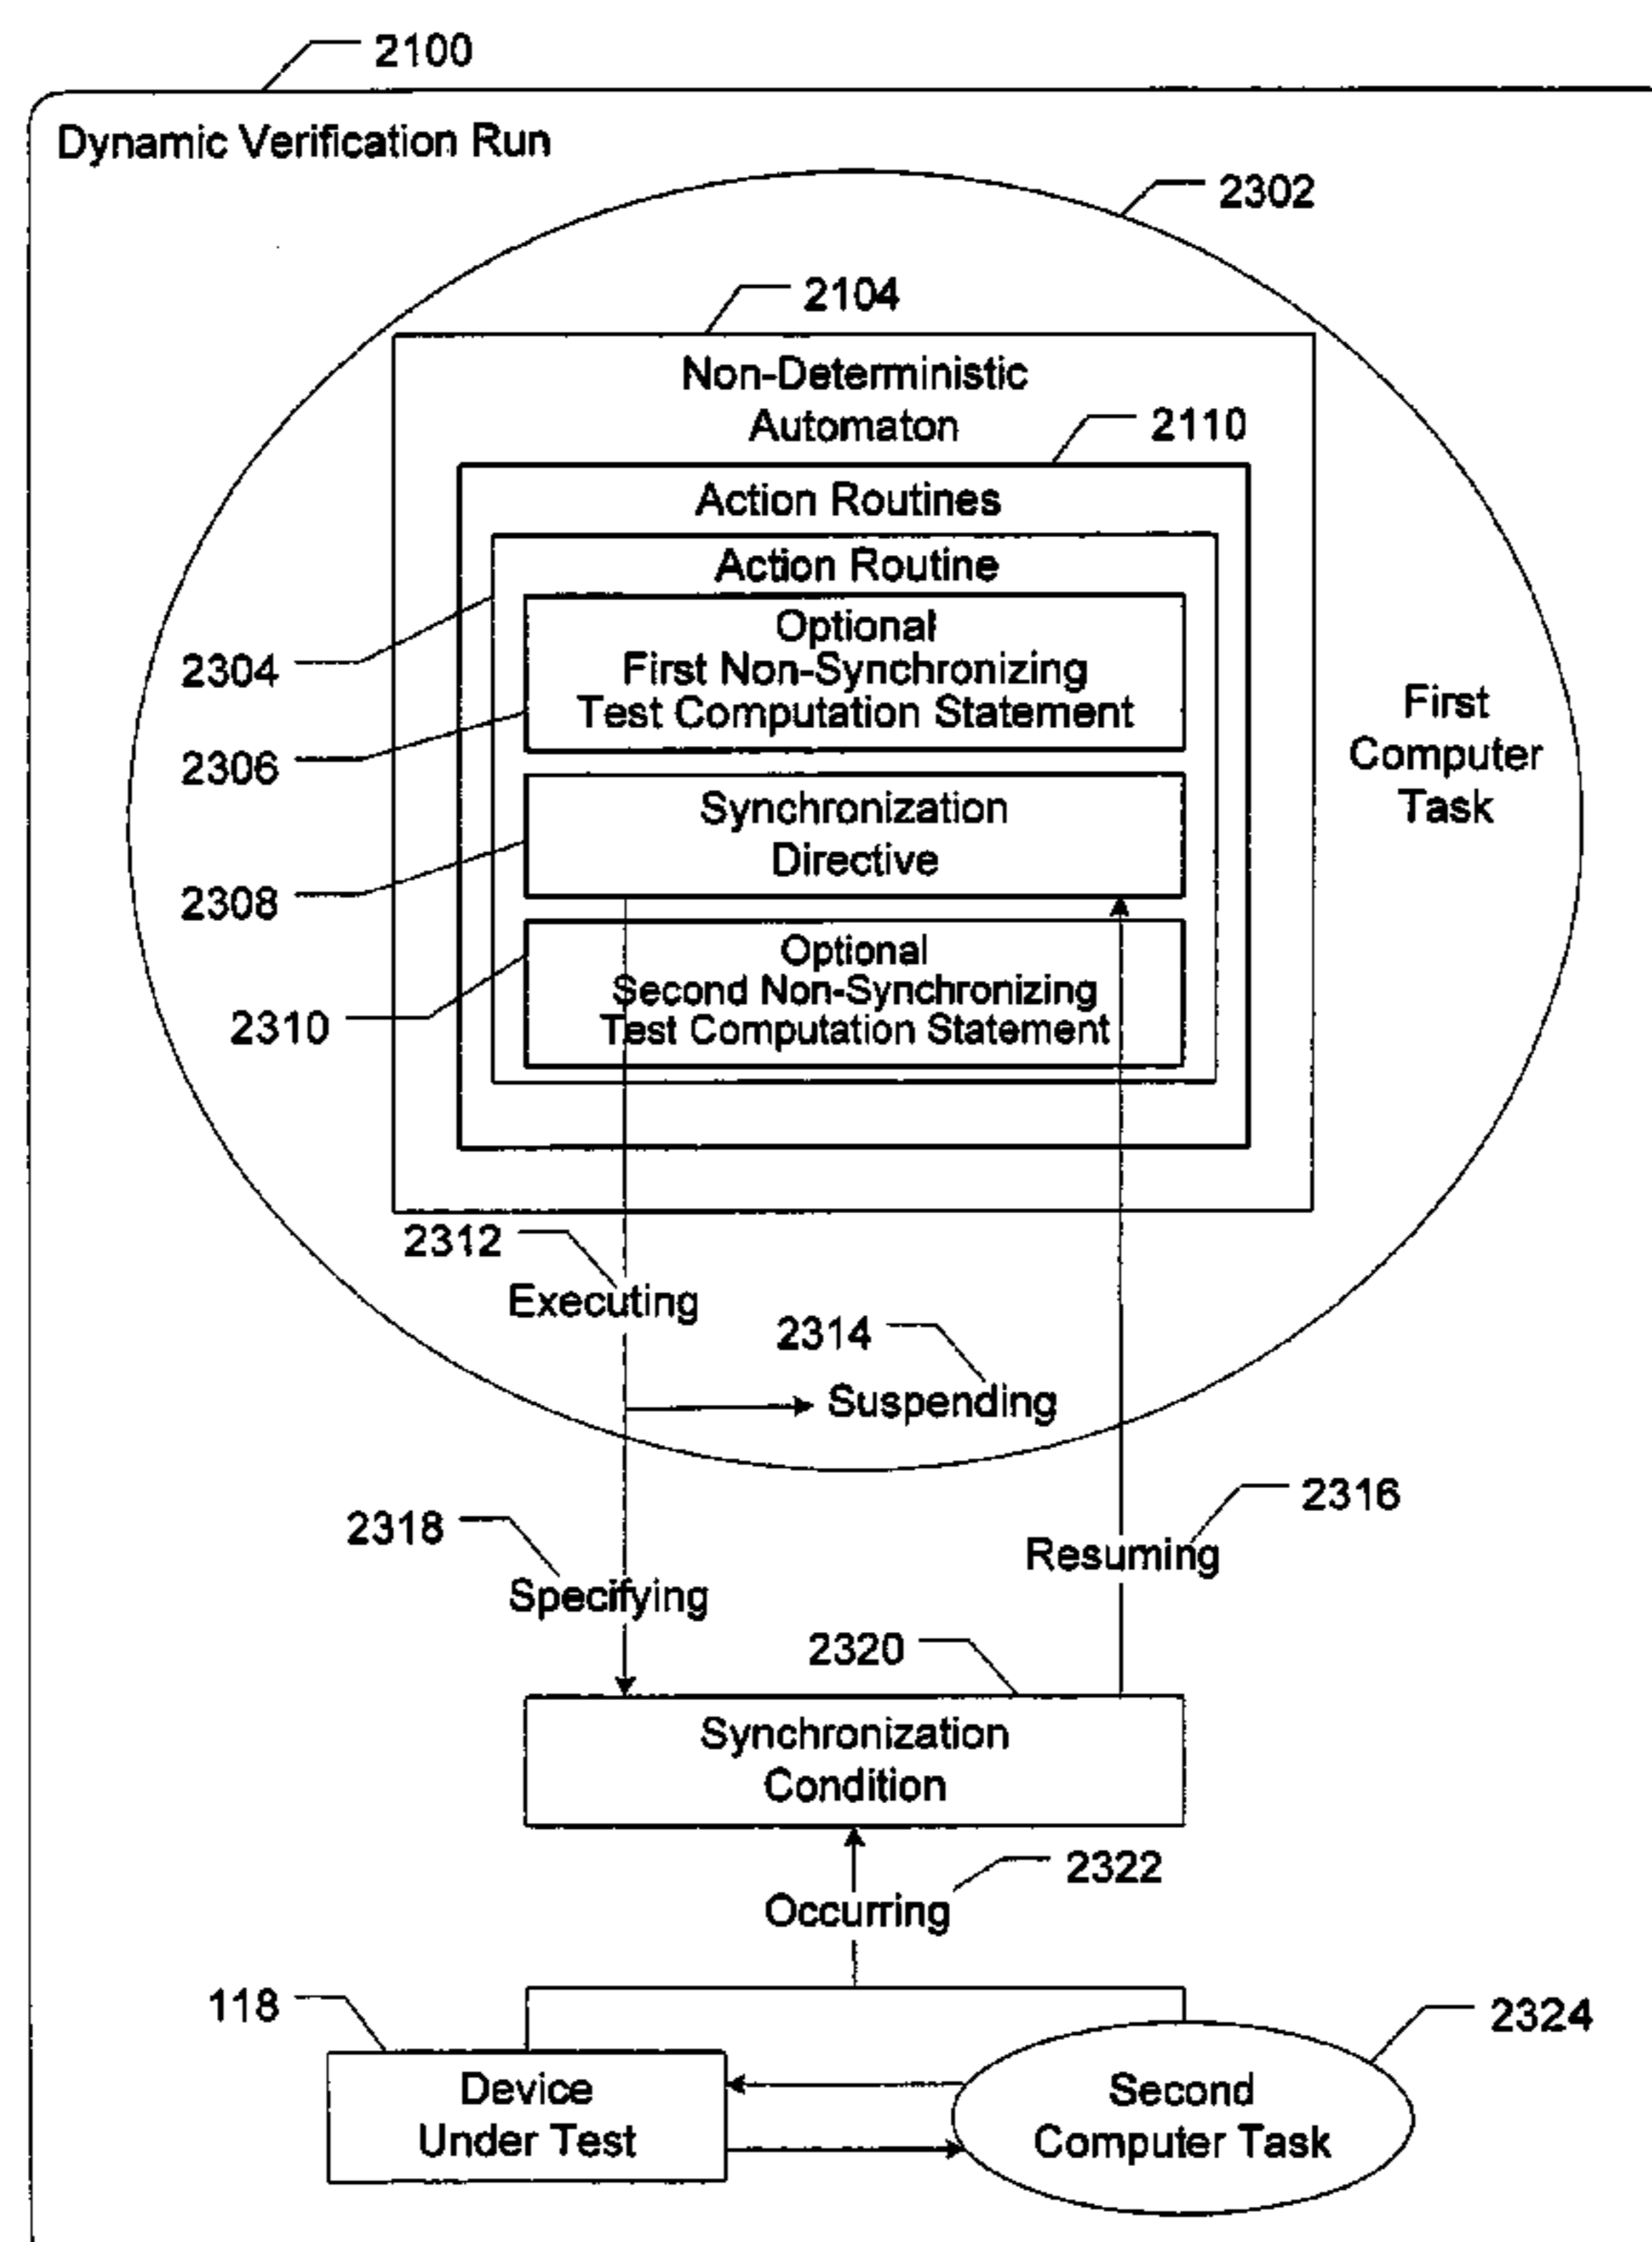 2100
Dynamic Verification Run
2302
2104
Non-Deterministic
Automaton
2110
Action Routines
Action Routine
2304
Optional
First Non-Synchronizing
Test Computation Statement
2306
First
Computer
Task
Synchronization
Directive
2308
Optional
Second Non-Synchronizing
Test Computation Statement
2310
2312
Executing
2314
Suspending
2316
Resuming
2318
Specifying
2320
Synchronization
Condition
2322
Occurring
118
Device
Under Test
2324
Second
Computer Task